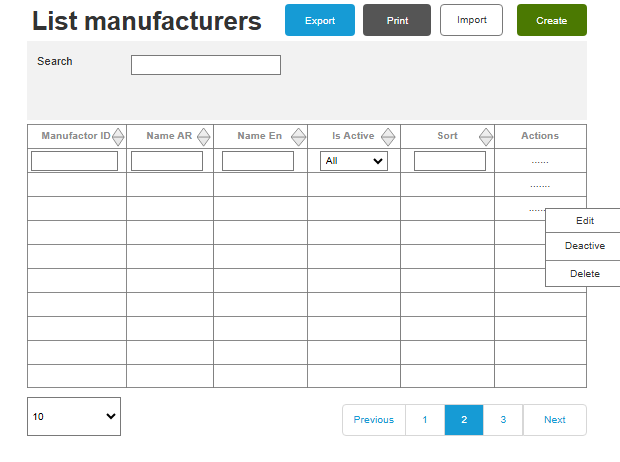 List manufacturers
Export
Print
Import
Create
Search
Manufactor ID
Name AR
Name En
Is Active
Sort
Actions
All
......
.......
......
Edit
Deactive
Delete
10
Previous
1
2
3
Next